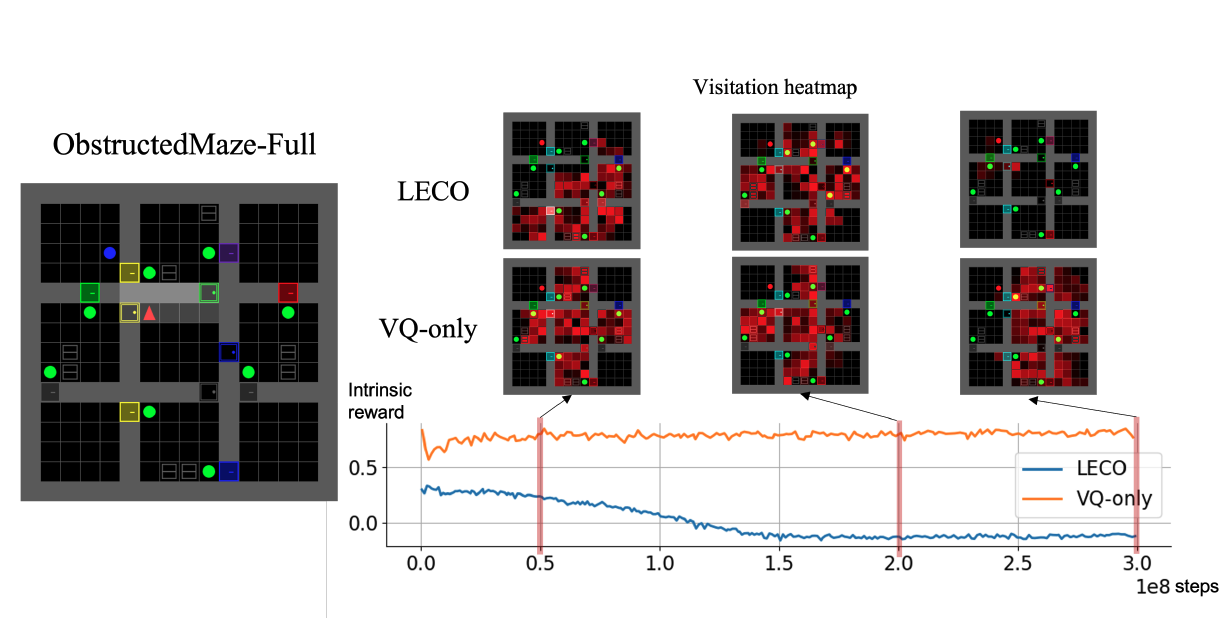 Visitation heatmap
ObstructedMaze-Full
LECO
VQ-only
Intrinsic
reward
0.5
0.0
LECO
VQ-only
0.0 0.5 1.0 1.5 2.0 2.5 3.0
1e8 steps